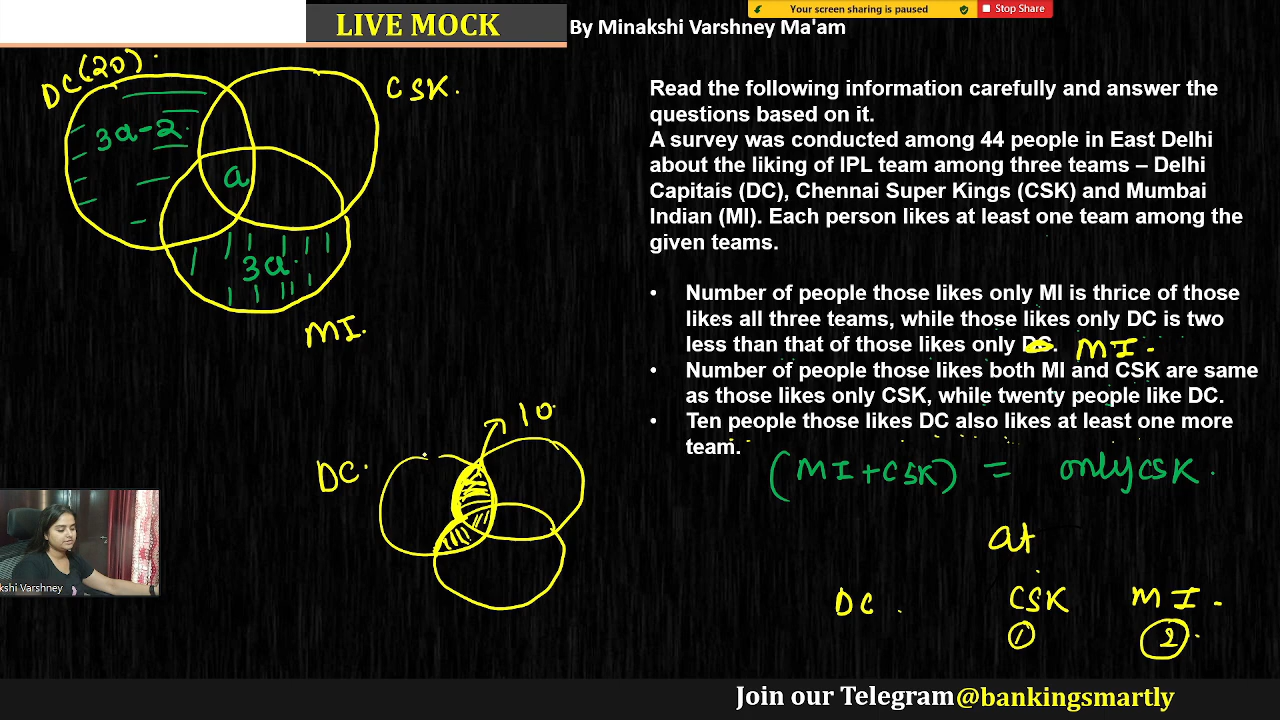 Your screen sharing is paused
Stop Share
LIVE MOCK
By Minakshi Varshney Ma'am
DC(20)
CSK.
3a-2
a
3a
MI.
Read the following information carefully and answer the
questions based on it.
A survey was conducted among 44 people in East Delhi
about the liking of IPL team among three teams – Delhi
Capitals (DC), Chennai Super Kings (CSK) and Mumbai
Indian (MI). Each person likes at least one team among the
given teams.
• Number of people those likes only MI is thrice of those
likes all three teams, while those likes only DC is two
less than that of those likes only DC. MI.
• Number of people those likes both MI and CSK are same
as those likes only CSK, while twenty people like DC.
• Ten people those likes DC also likes at least one more
team.
10
DC.
(MI+CSK) = only CSK.
at
DC CSK MI
1 2
kshi Varshney
Join our Telegram@bankingsmartly